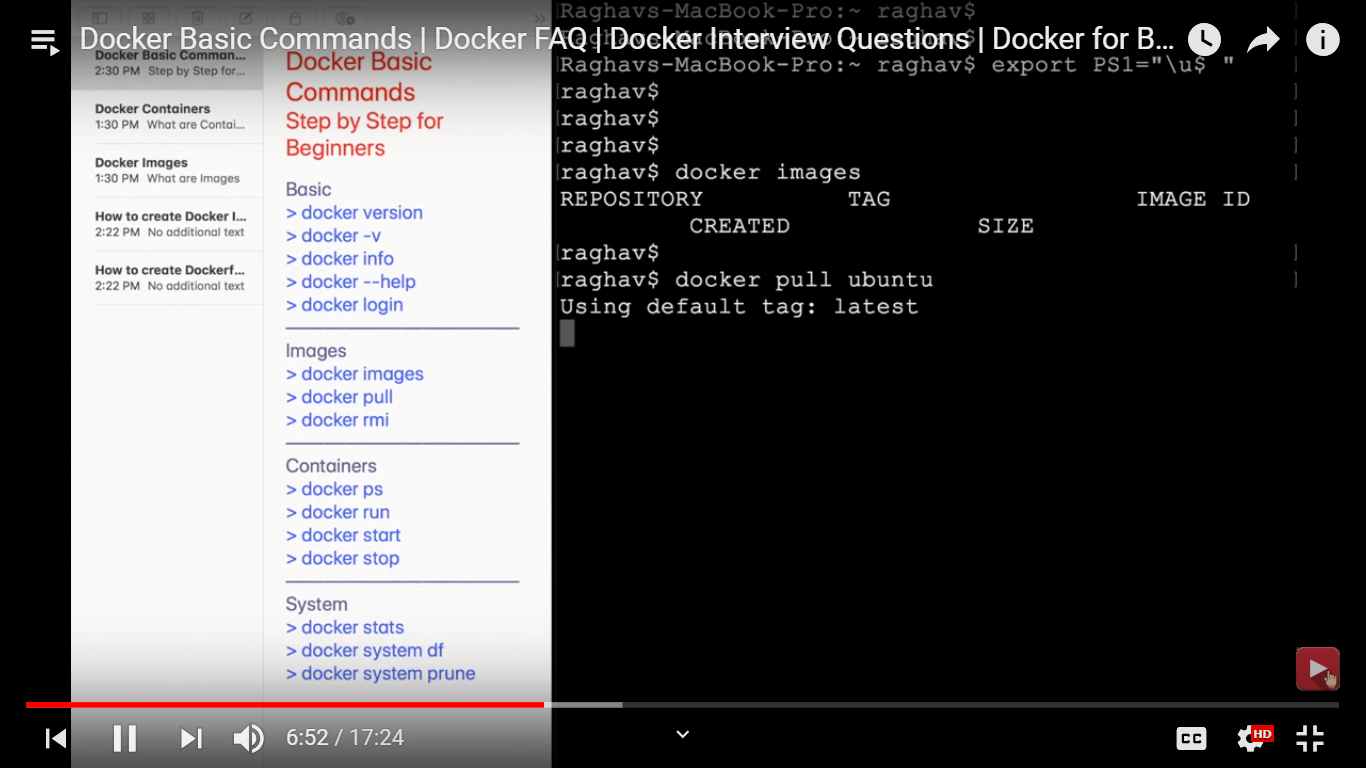 Docker Basic Commands | Docker FAQ | Docker Interview Questions | Docker for B...
Docker Basic Comman...
2:30 PM Step by Step for...
Docker Containers
1:30 PM What are Contai...
Docker Images
1:30 PM What are Images
How to create Docker I...
2:22 PM No additional text
How to create Dockerf...
2:22 PM No additional text
Docker Basic
Commands
Step by Step for
Beginners
Basic
> docker version
> docker -v
> docker info
> docker --help
> docker login
Images
> docker images
> docker pull
> docker rmi
Containers
> docker ps
> docker run
> docker start
> docker stop
System
> docker stats
> docker system df
> docker system prune
Raghavs-MacBook-Pro:~ raghav$
Raghavs-MacBook-Pro:~ raghav$
Raghavs-MacBook-Pro:~ raghav$ export PS1="\u$ "
raghav$
raghav$
raghav$
raghav$ docker images
REPOSITORY TAG IMAGE ID
CREATED SIZE
raghav$
raghav$ docker pull ubuntu
Using default tag: latest
6:52 / 17:24
CC
HD